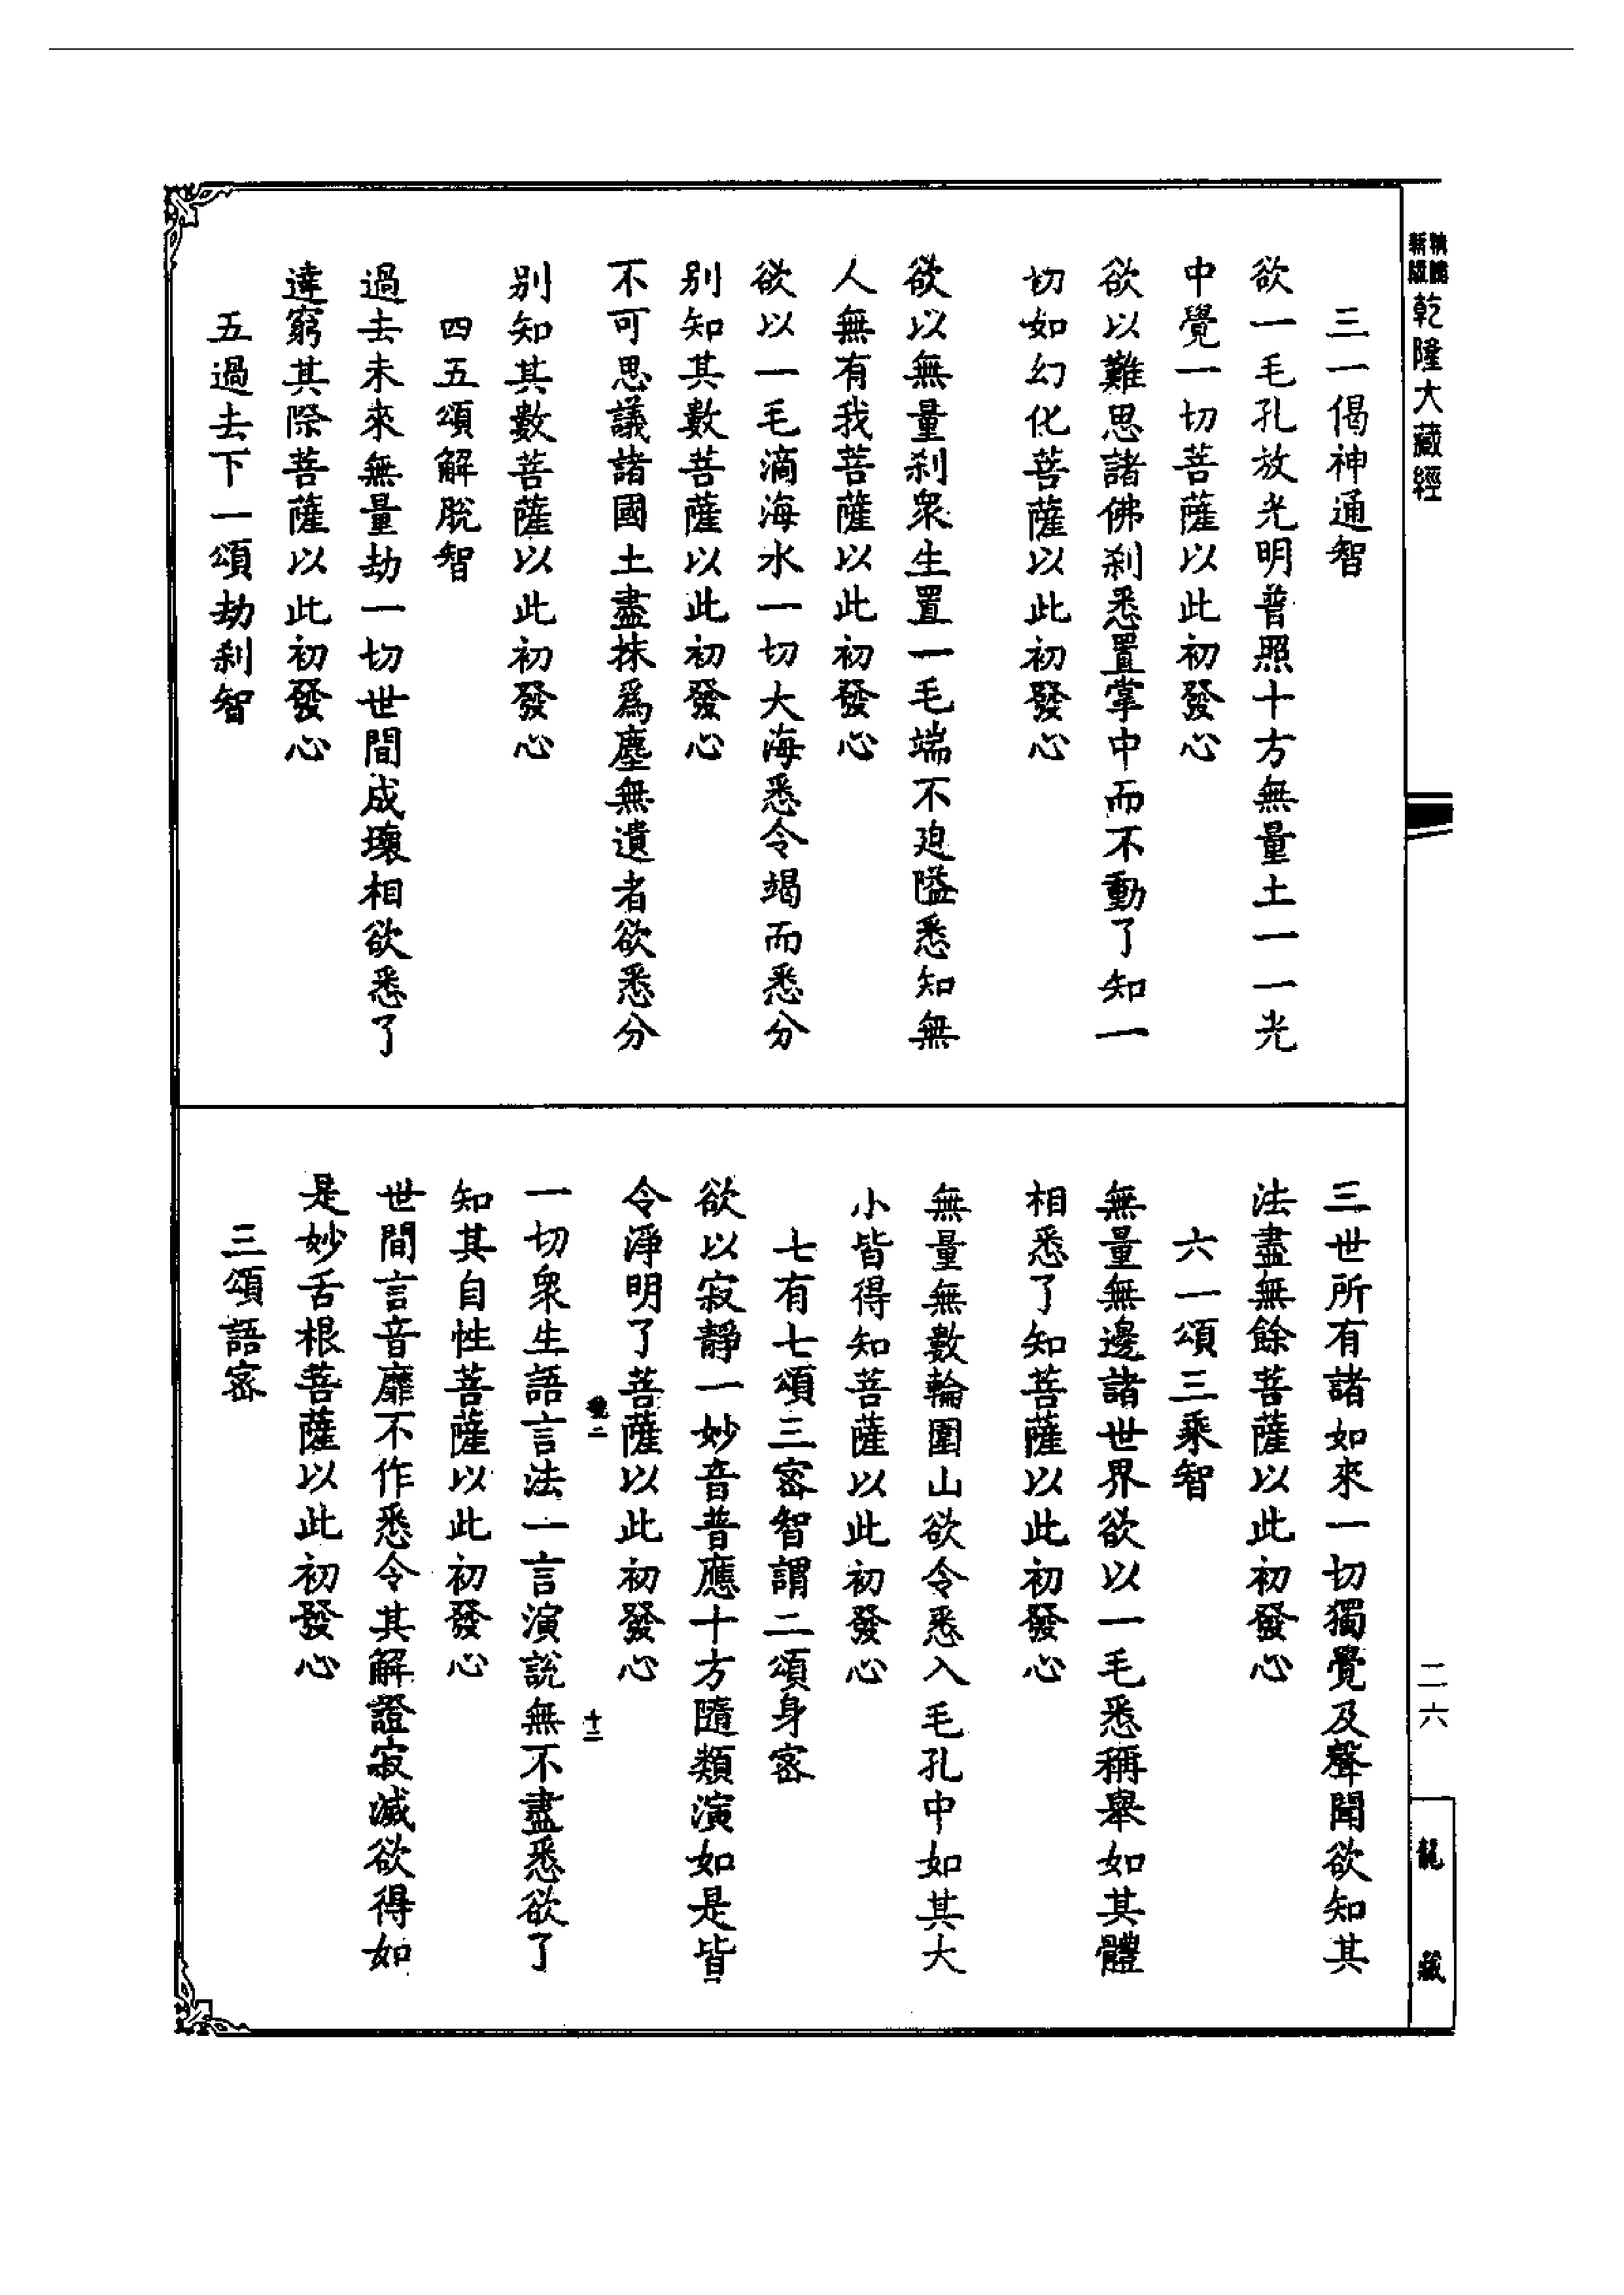 乾隆大藏經
三一偈神通智
欲一毛孔放光明普照十方無量土一一光
中覺一切菩薩以此初發心
欲以難思諸佛刹悉置掌中而不動了知一
切如幻化菩薩以此初發心
欲以無量刹衆生置一毛端不迫隘悉知無
人無有我菩薩以此初發心
欲以一毛滴海水一切大海悉令竭而悉分
別知其數菩薩以此初發心
不可思議諸國土盡抹爲塵無遺者欲悉分
別知其數菩薩以此初發心
四五頌解脫智
過去未來無量劫一切世間成壞相欲悉了
達窮其際菩薩以此初發心
五過去下一頌劫刹智
三世所有諸如來一切獨覺及聲聞欲知其
法盡無餘菩薩以此初發心
六一頌三乘智
無量無邊諸世界欲以一毛悉稱舉如其體
相悉了知菩薩以此初發心
無量無數輪圍山欲令悉入毛孔中如其大
小皆得知菩薩以此初發心
七有七頌三密智謂二頌身密
欲以寂靜一妙音普應十方隨類演如是皆
令淨明了菩薩以此初發心
十二
一切衆生語言法一言演說無不盡悉欲了
知其自性菩薩以此初發心
世間言音靡不作悉令其解證寂滅欲得如
是妙舌根菩薩以此初發心
三頌語密
二六
龍藏